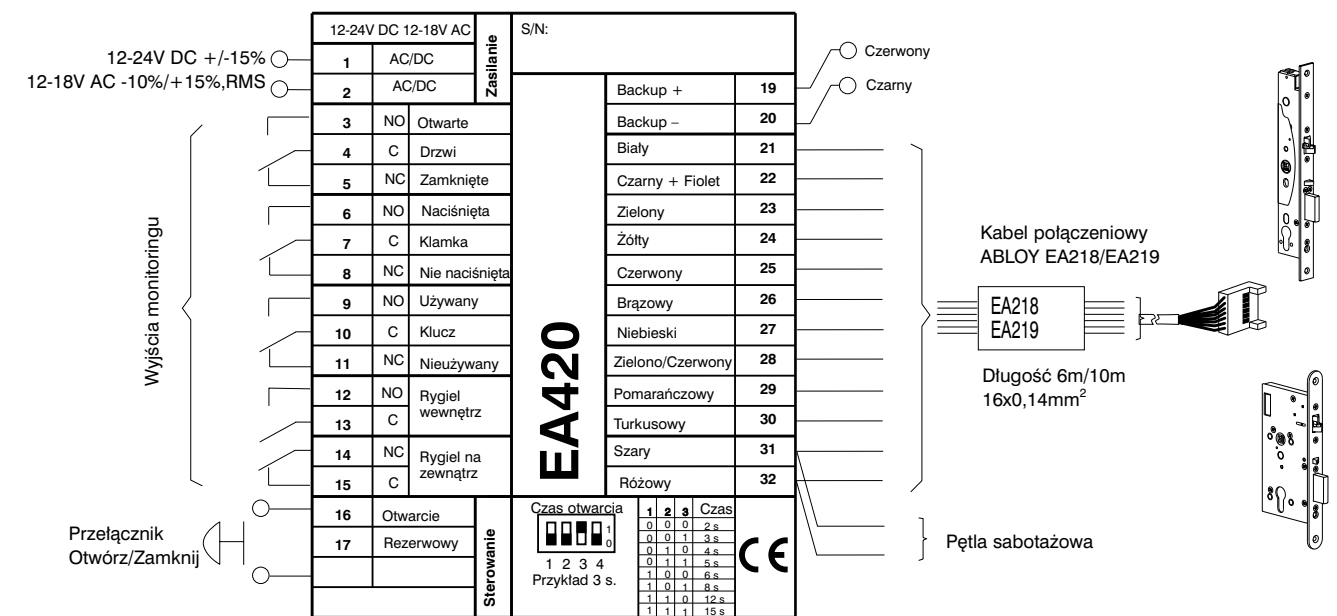 12-24V DC +/-15%
12-18V AC -10%/+15%,RMS
Wyjścia monitoringu
Przełącznik
Otwórz/Zamknij
12-24V DC 12-18V AC
Zasilanie
1 AC/DC
2 AC/DC
3 NO Otwarte
4 C Drzwi
5 NC Zamknięte
6 NO Naciśnięta
7 C Klamka
8 NC Nie naciśnięta
9 NO Używany
10 C Klucz
11 NC Nieużywany
12 NO Rygiel
wewnętrz
13 C
14 NC Rygiel na
zewnątrz
15 C
16 Otwarcie
17 Rezerwowy
Sterowanie
S/N:
EA420
Backup + 19
Backup – 20
Biały 21
Czarny + Fiolet 22
Zielony 23
Żółty 24
Czerwony 25
Brązowy 26
Niebieski 27
Zielono/Czerwony 28
Pomarańczowy 29
Turkusowy 30
Szary 31
Różowy 32
Czas otwarcia
1
0
1 2 3 4
Przykład 3 s.
1 2 3 Czas
0 0 0 2 s
0 0 1 3 s
0 1 0 4 s
0 1 1 5 s
1 0 0 6 s
1 0 1 8 s
1 1 0 12 s
1 1 1 15 s
CE
Czerwony
Czarny
Kabel połączeniowy
ABLOY EA218/EA219
EA218
EA219
Długość 6m/10m
16x0,14mm²
Pętla sabotażowa